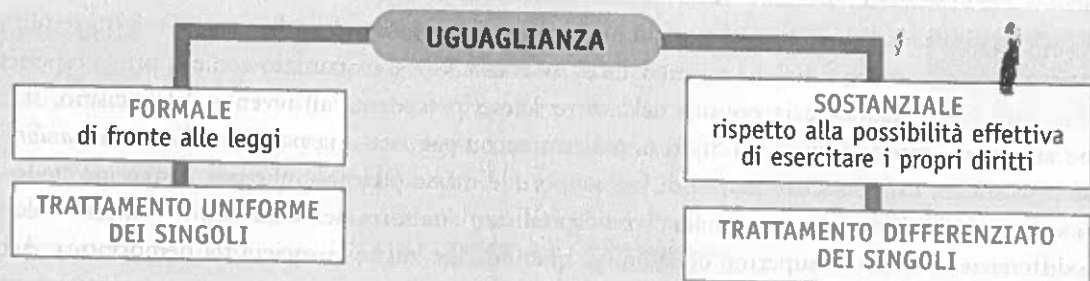 UGUAGLIANZA
FORMALE
di fronte alle leggi
TRATTAMENTO UNIFORME
DEI SINGOLI
SOSTANZIALE
rispetto alla possibilità effettiva
di esercitare i propri diritti
TRATTAMENTO DIFFERENZIATO
DEI SINGOLI